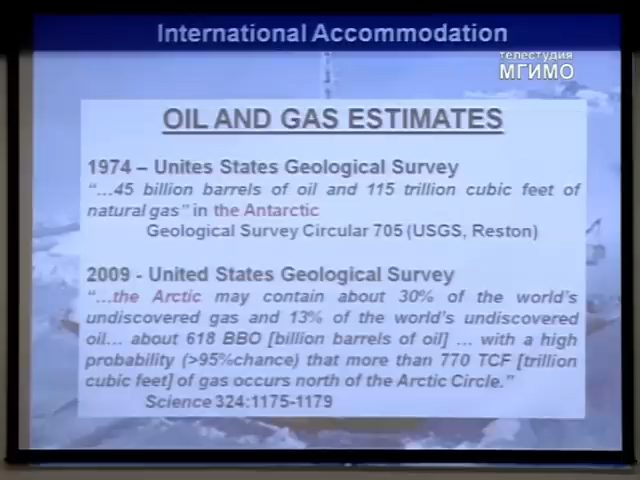 International Accommodation
телестудия
МГИМО
OIL AND GAS ESTIMATES
1974 – Unites States Geological Survey
“…45 billion barrels of oil and 115 trillion cubic feet of
natural gas” in the Antarctic
Geological Survey Circular 705 (USGS, Reston)
2009 - United States Geological Survey
“…the Arctic may contain about 30% of the world’s
undiscovered gas and 13% of the world’s undiscovered
oil… about 618 BBO [billion barrels of oil] … with a high
probability (>95%chance) that more than 770 TCF [trillion
cubic feet] of gas occurs north of the Arctic Circle.”
Science 324:1175-1179